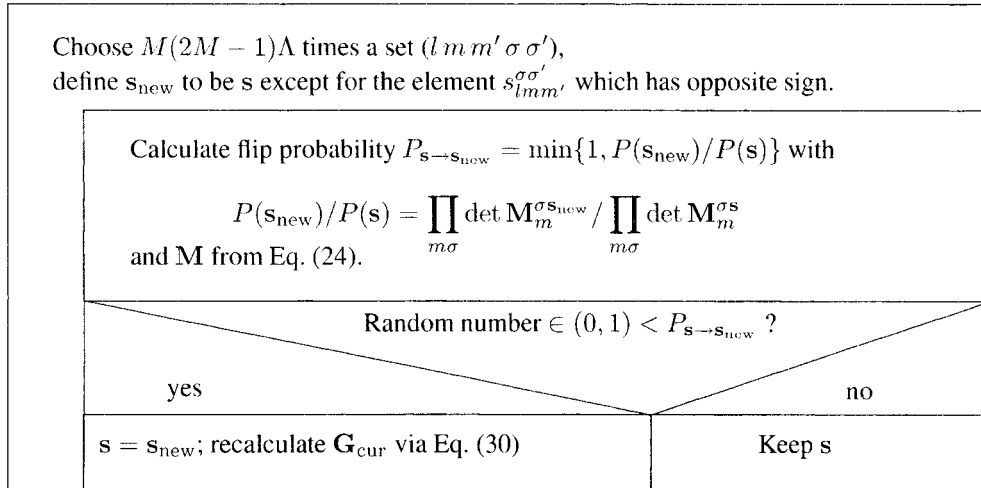 Choose M(2M − 1)Λ times a set (l m m′ σ σ′),
define s_new to be s except for the element s_{lmm′}^{σσ′} which has opposite sign.
Calculate flip probability P_{s→s_new} = min{1, P(s_new)/P(s)} with
P(s_new)/P(s) = ∏_{mσ} det M_m^{σs_new} / ∏_{mσ} det M_m^{σs}
and M from Eq. (24).
Random number ∈ (0, 1) < P_{s→s_new} ?
yes
no
s = s_new; recalculate G_cur via Eq. (30)
Keep s